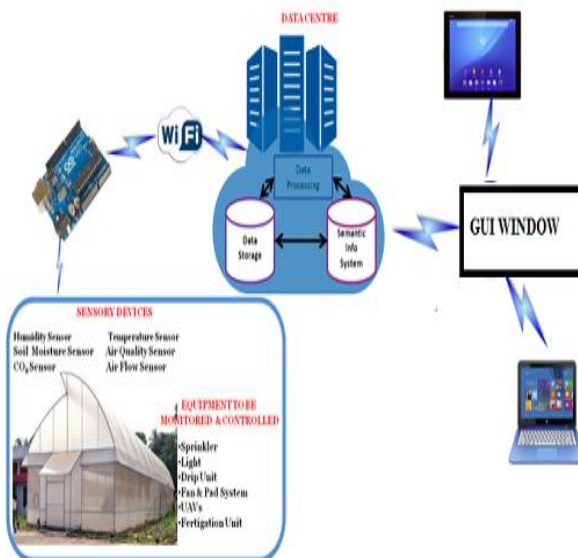 DATA CENTRE
WiFi
Data
Processing
Data
Storage
Semantic
Info
System
GUI WINDOW
SENSORY DEVICES
Humidity Sensor Temperature Sensor
Soil Moisture Sensor Air Quality Sensor
CO₂ Sensor Air Flow Sensor
EQUIPMENT TO BE
MONITORED & CONTROLLED
•Sprinkler
•Light
•Drip Unit
•Fan & Pad System
•UAVs
•Fertigation Unit